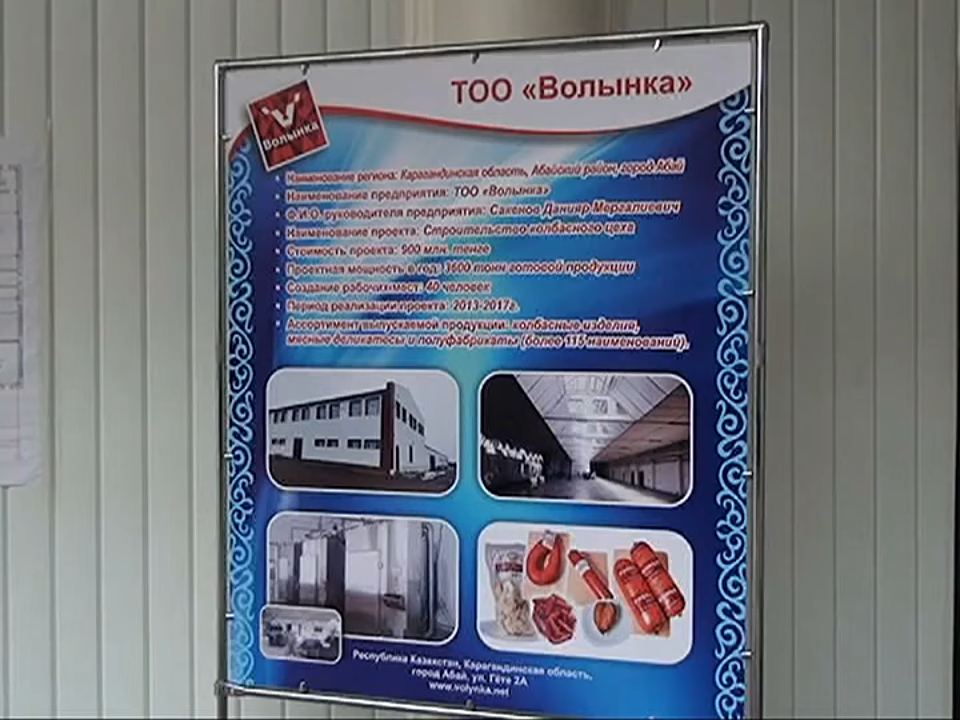 ТОО «Волынка»
Волынка
Наименование региона: Карагандинская область, Абайский район, город Абай
Наименование предприятия: ТОО «Волынка»
Ф.И.О. руководителя предприятия: Сакенов Данияр Мергалиевич
Наименование проекта: Строительство колбасного цеха
Стоимость проекта: 900 млн. тенге
Проектная мощность в год: 3600 тонн готовой продукции
Создание рабочих мест: 40 человек
Период реализации проекта: 2013-2017г.
Ассортимент выпускаемой продукции: колбасные изделия,
мясные деликатесы и полуфабрикаты (более 115 наименований).
Республика Казахстан, Карагандинская область,
город Абай, ул. Гёте 2А
www.volynka.net